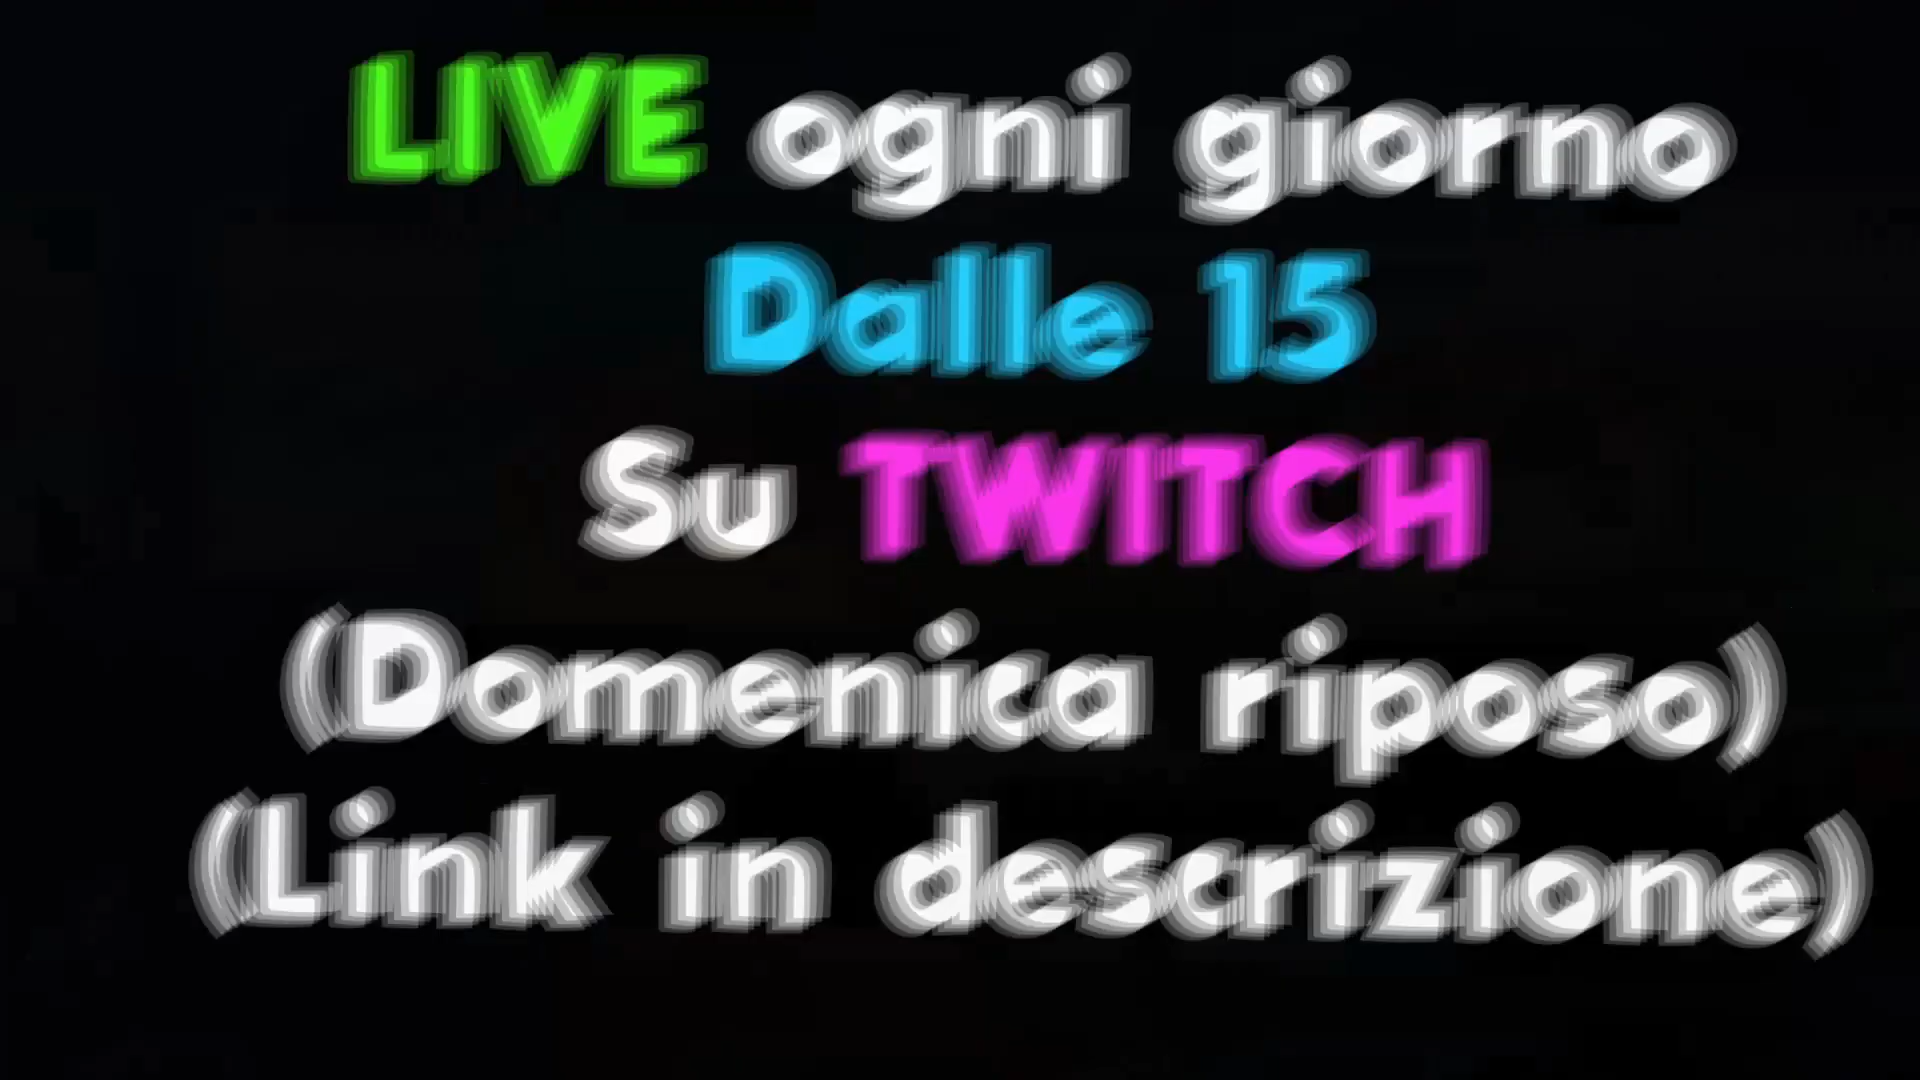 LIVE ogni giorno
Dalle 15
Su TWITCH
(Domenica riposo)
(Link in descrizione)